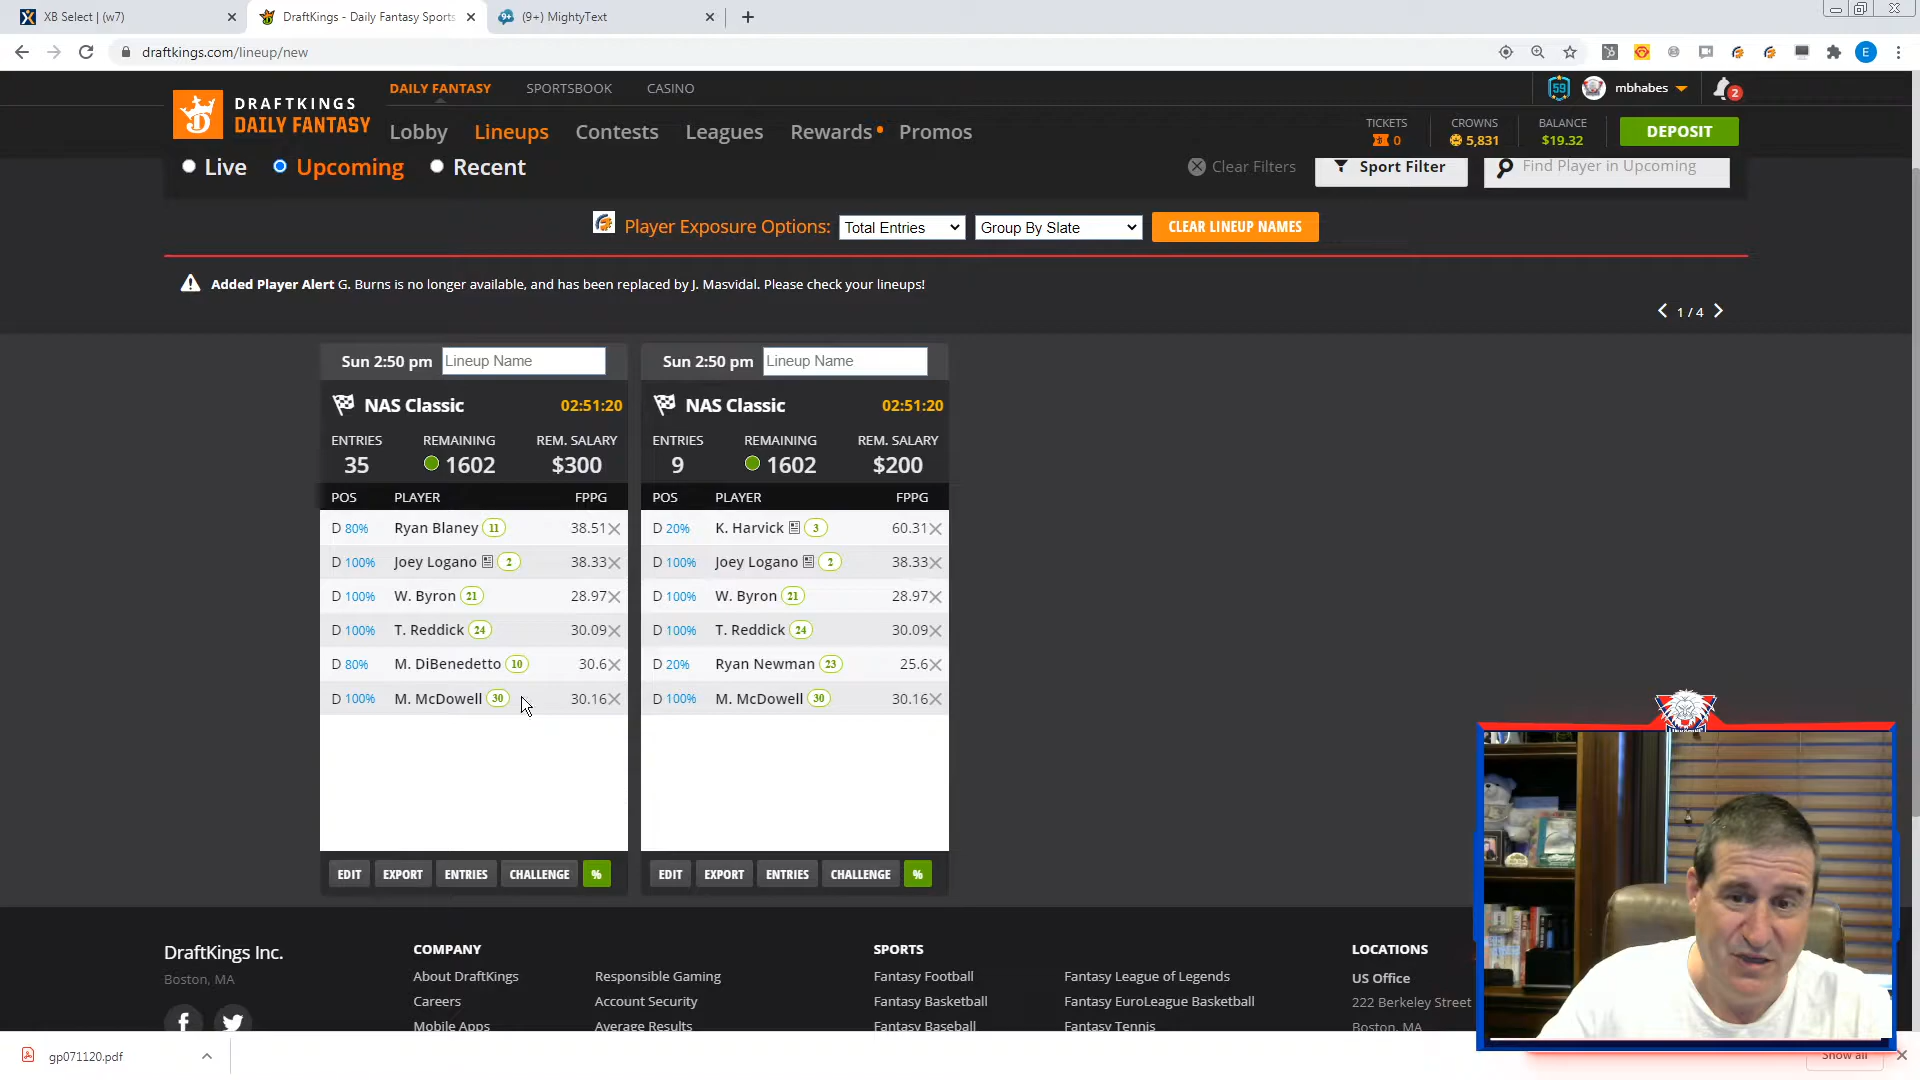 XB Select | (w7)
DraftKings - Daily Fantasy Sports
(9+) MightyText
draftkings.com/lineup/new
E
DRAFTKINGS
DAILY FANTASY
DAILY FANTASY SPORTSBOOK CASINO
59 mbhabes 2
Lobby Lineups Contests Leagues Rewards Promos
TICKETS CROWNS BALANCE
0 5,831 $19.32
DEPOSIT
Live Upcoming Recent
Clear Filters Sport Filter Find Player in Upcoming
Player Exposure Options: Total Entries Group By Slate CLEAR LINEUP NAMES
Added Player Alert G. Burns is no longer available, and has been replaced by J. Masvidal. Please check your lineups!
1 / 4
Sun 2:50 pm Lineup Name
NAS Classic 02:51:20
ENTRIES REMAINING REM. SALARY
35 1602 $300
POS PLAYER FPPG
D 80% Ryan Blaney 11 38.51
D 100% Joey Logano 2 38.33
D 100% W. Byron 21 28.97
D 100% T. Reddick 24 30.09
D 80% M. DiBenedetto 10 30.6
D 100% M. McDowell 30 30.16
EDIT EXPORT ENTRIES CHALLENGE %
Sun 2:50 pm Lineup Name
NAS Classic 02:51:20
ENTRIES REMAINING REM. SALARY
9 1602 $200
POS PLAYER FPPG
D 20% K. Harvick 3 60.31
D 100% Joey Logano 2 38.33
D 100% W. Byron 21 28.97
D 100% T. Reddick 24 30.09
D 20% Ryan Newman 23 25.6
D 100% M. McDowell 30 30.16
EDIT EXPORT ENTRIES CHALLENGE %
DraftKings Inc.
Boston, MA
COMPANY
About DraftKings Responsible Gaming
Careers Account Security
Mobile Apps Average Results
SPORTS
Fantasy Football Fantasy League of Legends
Fantasy Basketball Fantasy EuroLeague Basketball
Fantasy Baseball Fantasy Tennis
LOCATIONS
US Office
222 Berkeley Street
Boston, MA
gp071120.pdf
Show all